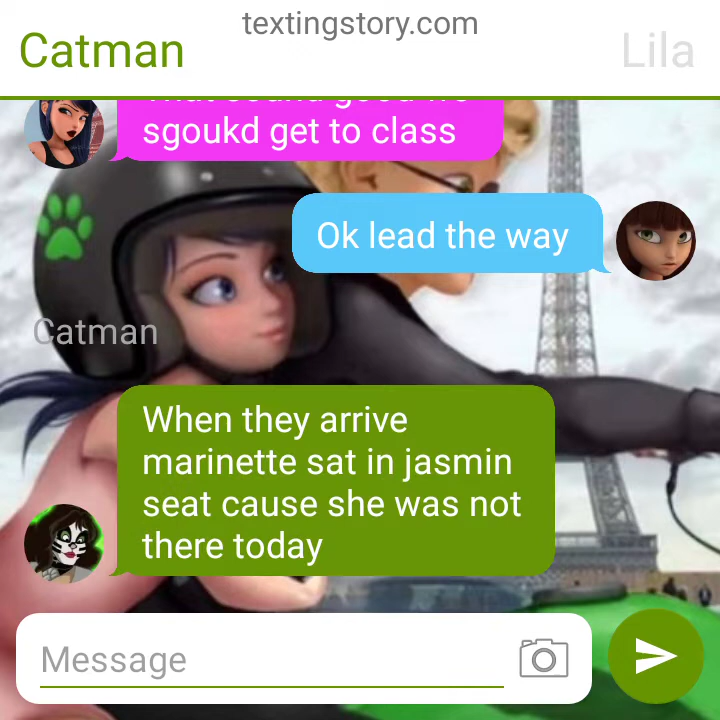 textingstory.com
Catman
Lila
sgoukd get to class
Ok lead the way
Catman
When they arrive
marinette sat in jasmin
seat cause she was not
there today
Message